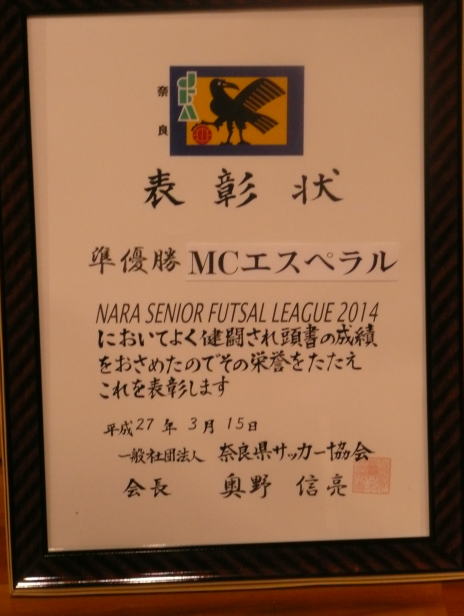 奈良
JFA
表彰状
準優勝 MCエスペラル
NARA SENIOR FUTSAL LEAGUE 2014
においてよく健闘され頭書の成績
をおさめたのでその栄誉をたたえ
これを表彰します
平成27年3月15日
一般社団法人 奈良県サッカー協会
会長 奥野 信亮